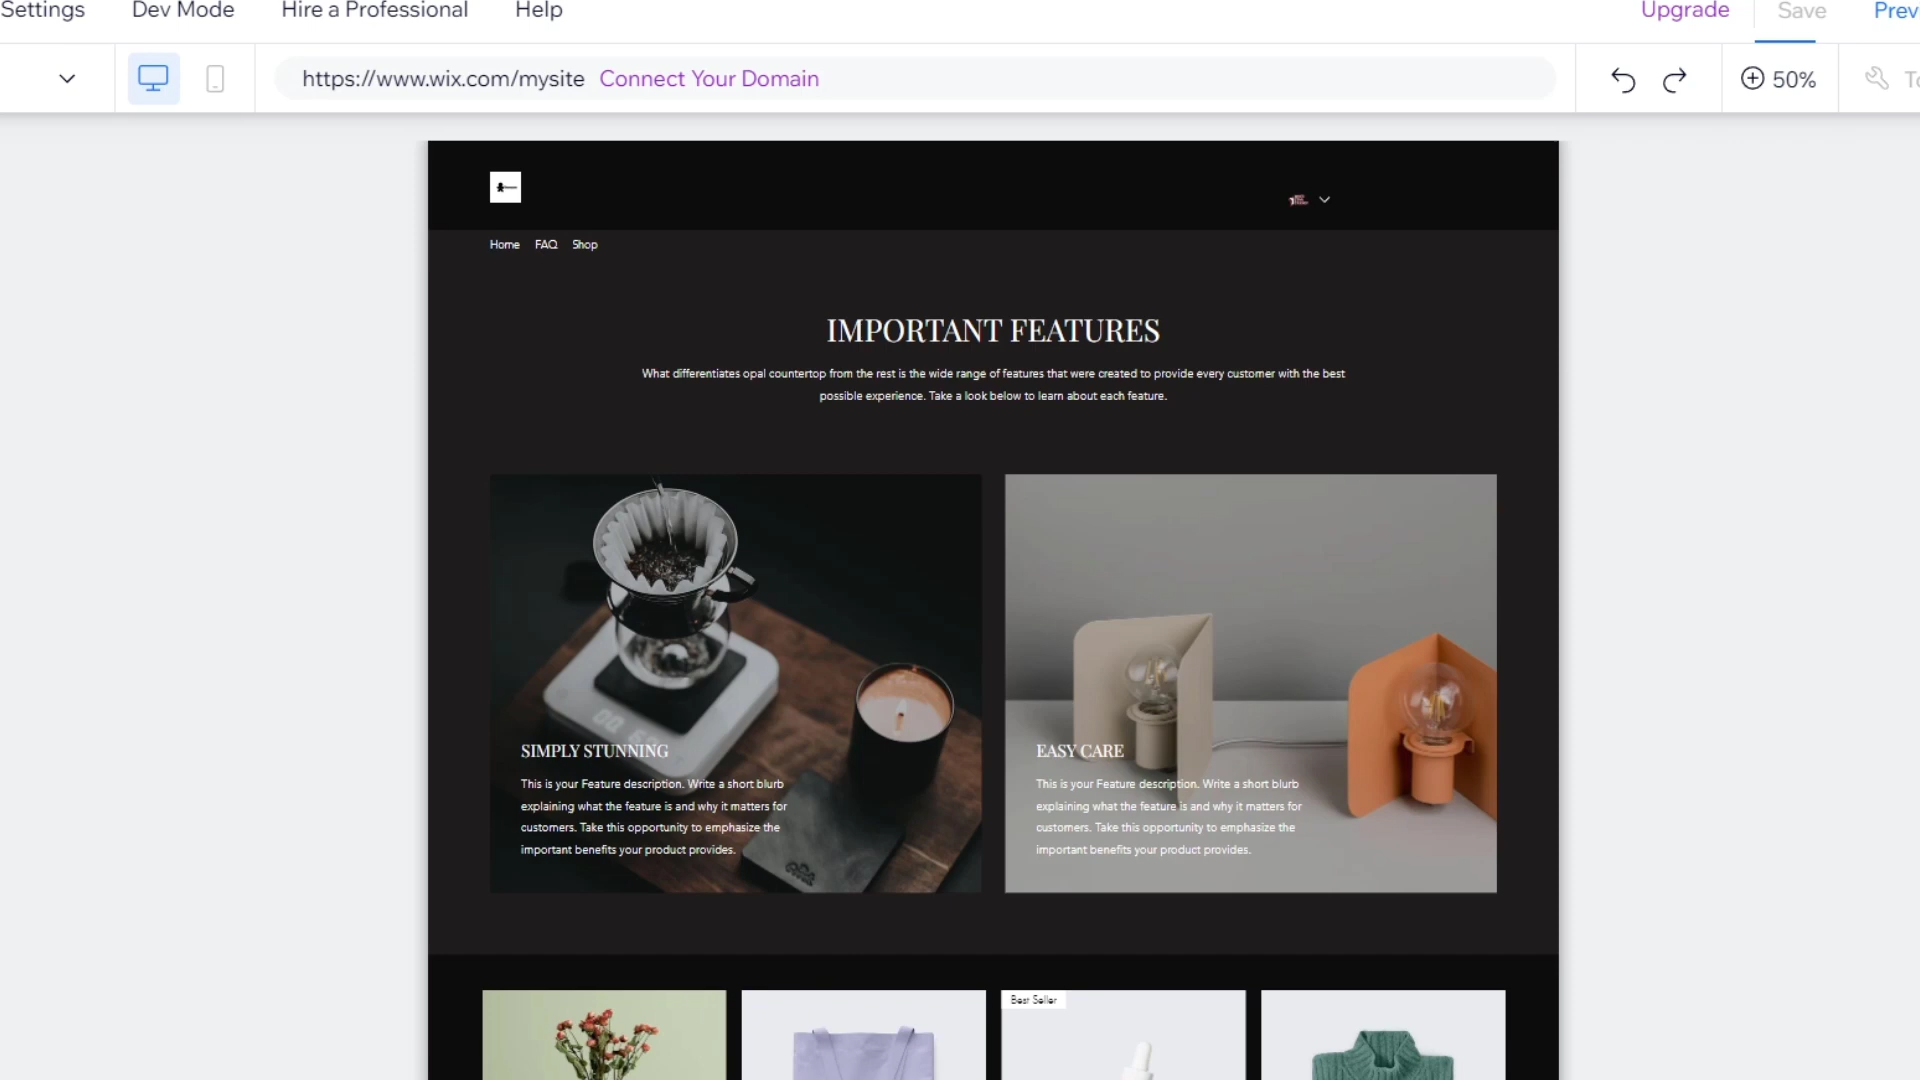 Settings Dev Mode Hire a Professional Help Upgrade Save Prev
https://www.wix.com/mysite Connect Your Domain 50% To
Home FAQ Shop
IMPORTANT FEATURES
What differentiates opal countertop from the rest is the wide range of features that were created to provide every customer with the best
possible experience. Take a look below to learn about each feature.
SIMPLY STUNNING
This is your Feature description. Write a short blurb
explaining what the feature is and why it matters for
customers. Take this opportunity to emphasize the
important benefits your product provides.
EASY CARE
This is your Feature description. Write a short blurb
explaining what the feature is and why it matters for
customers. Take this opportunity to emphasize the
important benefits your product provides.
Best Seller